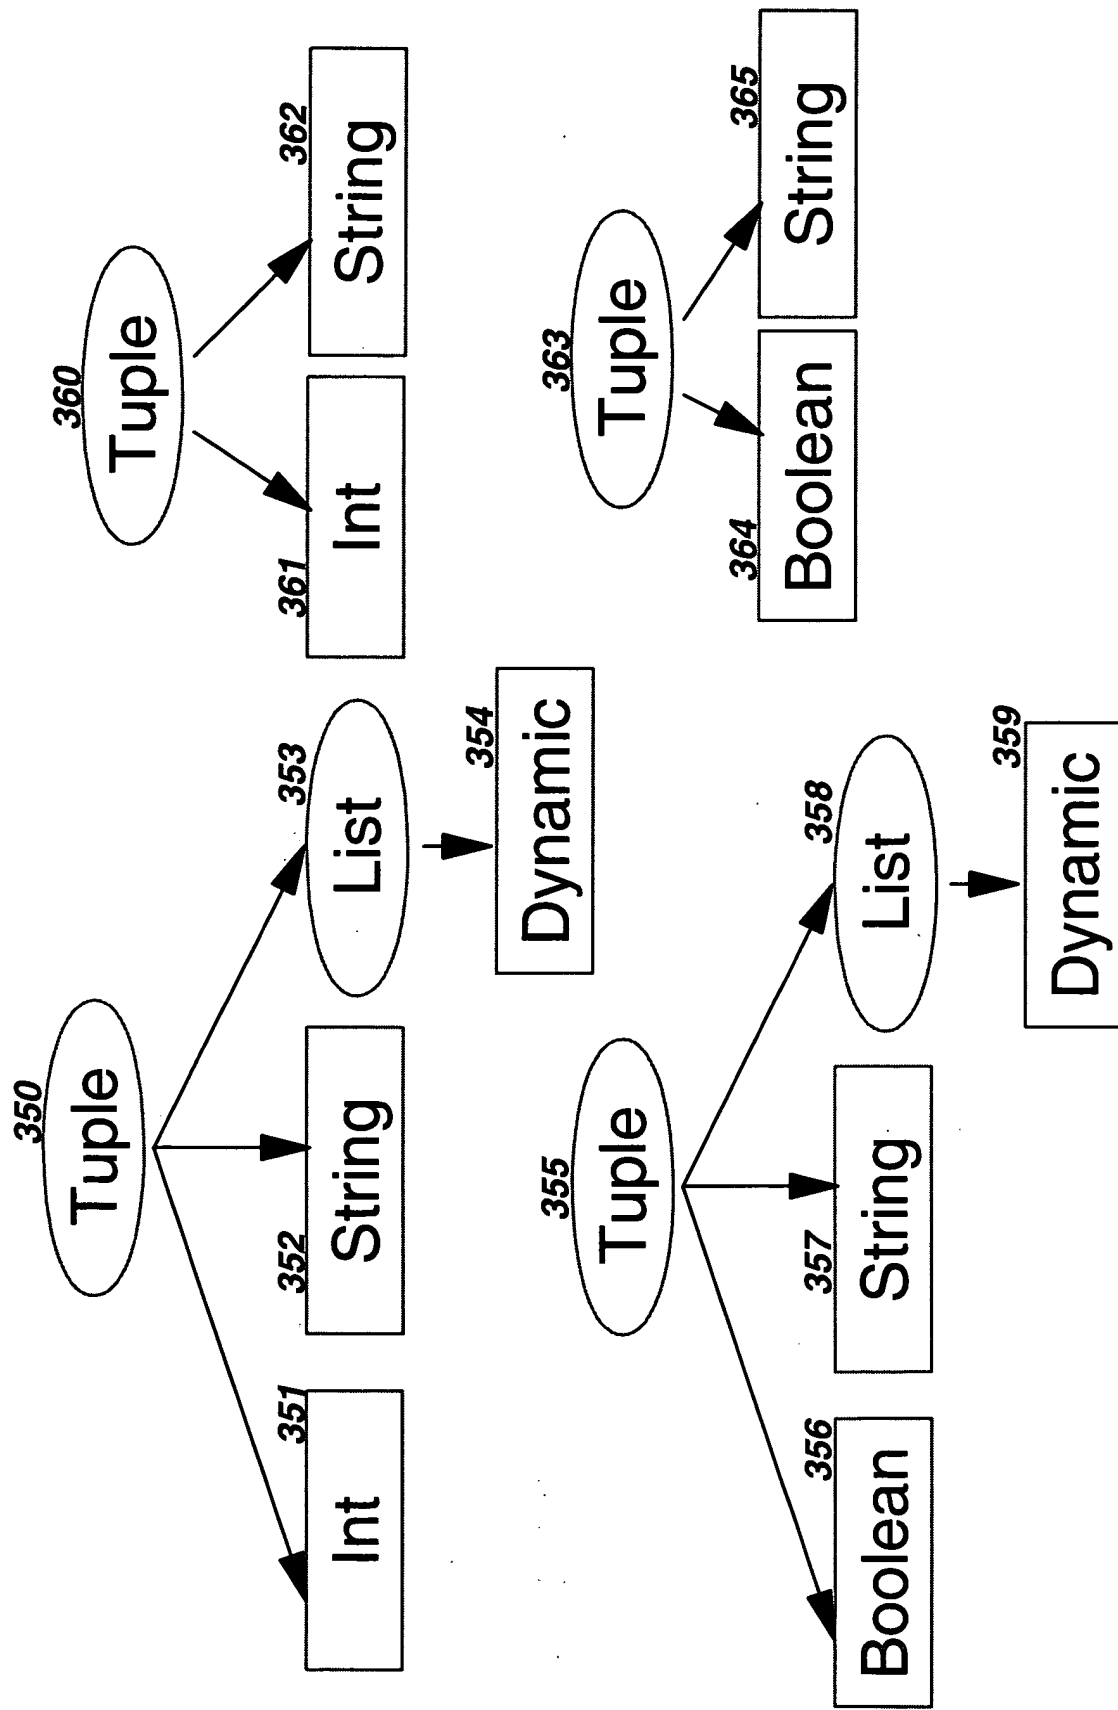 350
Tuple
360
Tuple
351
352
353
361
362
Int
String
List
Int
String
354
Dynamic
355
363
Tuple
Tuple
364
365
Boolean
String
356
357
358
Boolean
String
List
359
Dynamic